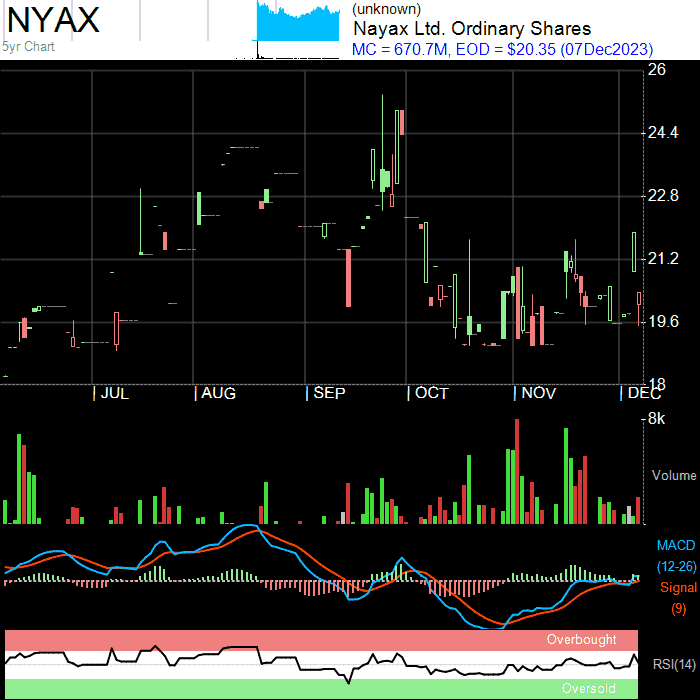 NYAX
5yr Chart
(unknown)
Nayax Ltd. Ordinary Shares
MC = 670.7M, EOD = $20.35 (07Dec2023)
26
24.4
22.8
21.2
19.6
18
| JUL | AUG | SEP | OCT | NOV | DEC
8k
Volume
MACD
(12-26)
Signal
(9)
Overbought
RSI(14)
Oversold